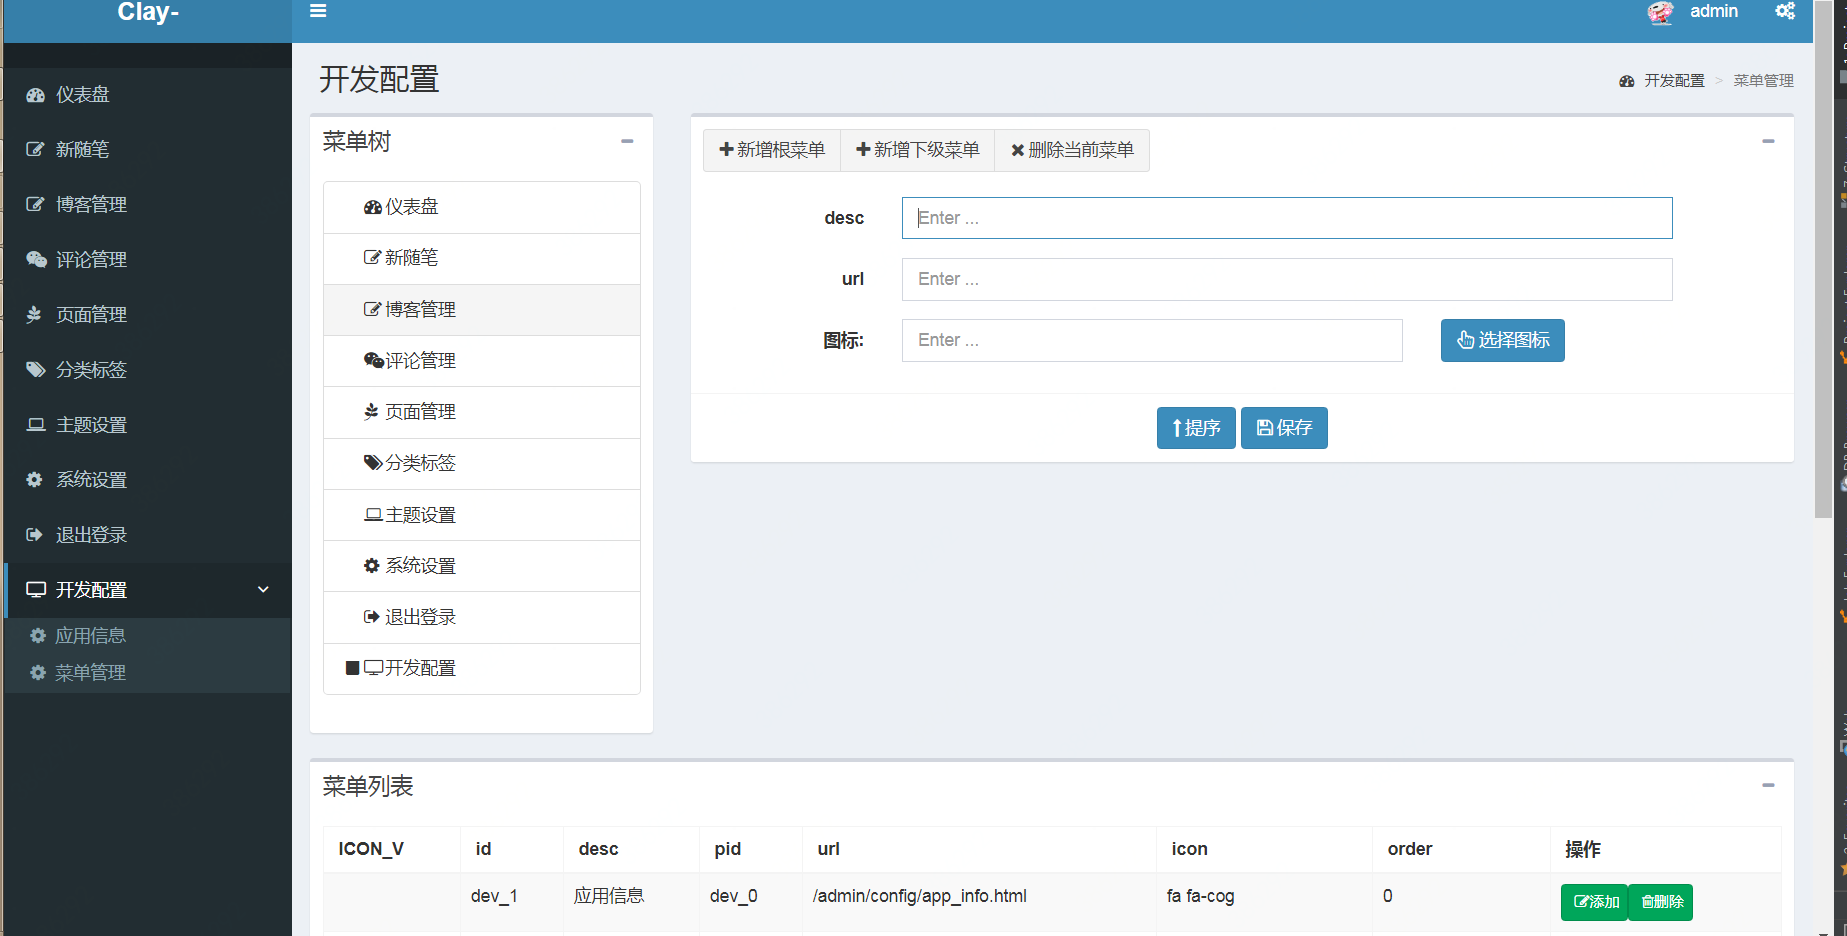 Clay-
admin
仪表盘
新随笔
博客管理
评论管理
页面管理
分类标签
主题设置
系统设置
退出登录
开发配置
应用信息
菜单管理
开发配置
开发配置 > 菜单管理
菜单树
仪表盘
新随笔
博客管理
评论管理
页面管理
分类标签
主题设置
系统设置
退出登录
开发配置
新增根菜单 新增下级菜单 删除当前菜单
desc Enter ...
url Enter ...
图标: Enter ... 选择图标
提序 保存
菜单列表
ICON_V id desc pid url icon order 操作
dev_1 应用信息 dev_0 /admin/config/app_info.html fa fa-cog 0 添加 删除